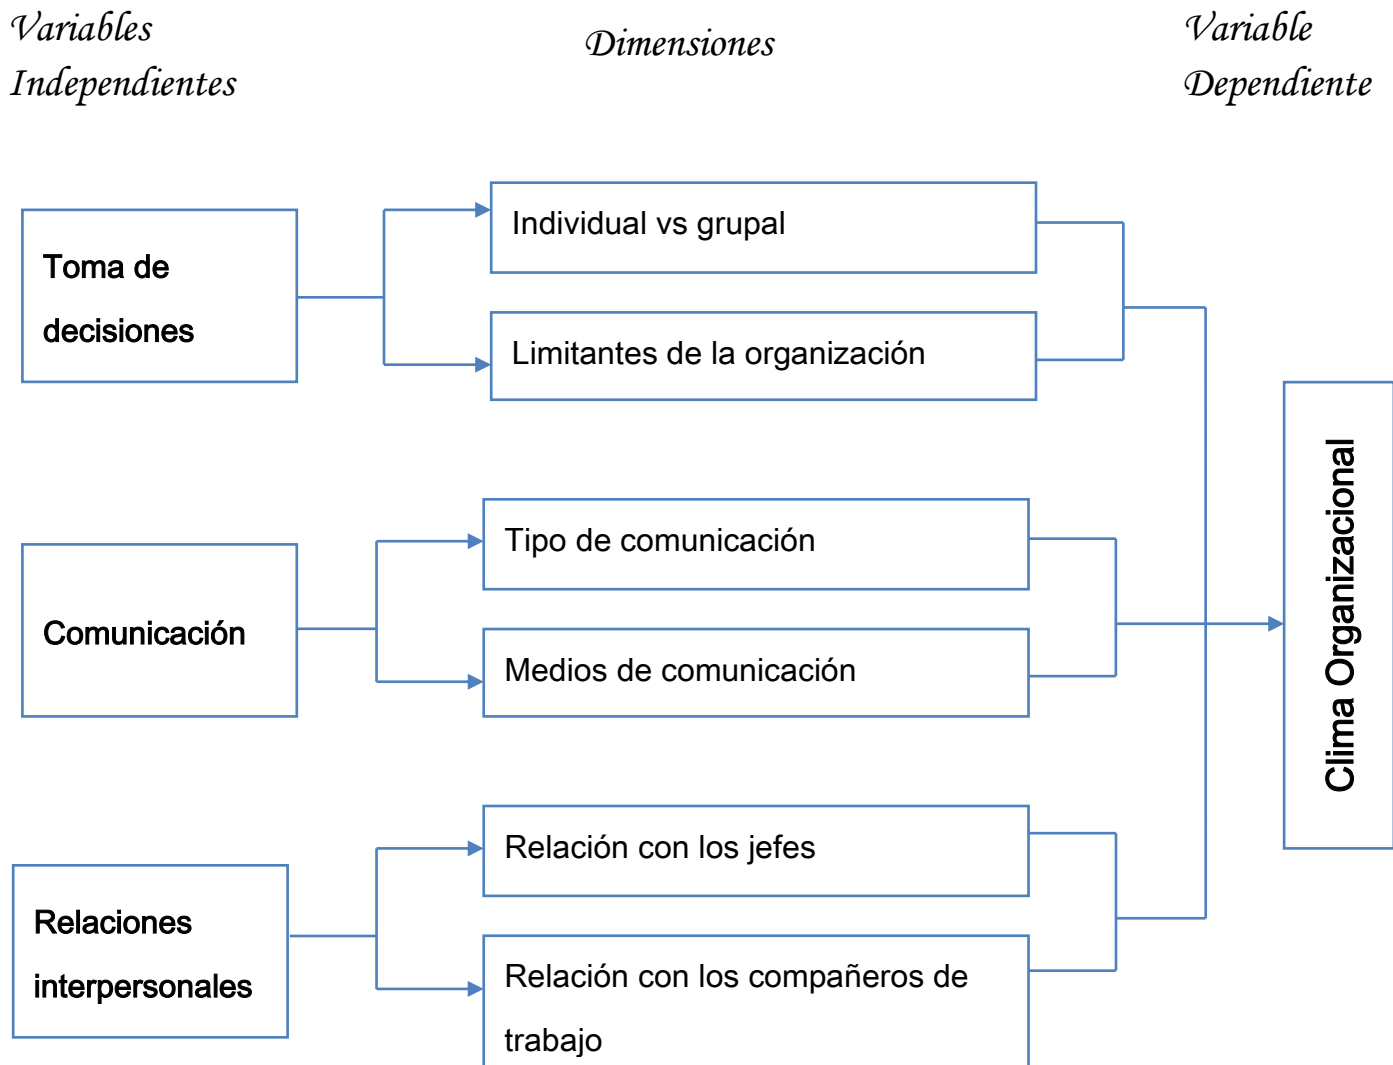 Variables
Independientes
Dimensiones
Variable
Dependiente
Toma de
decisiones
Individual vs grupal
Limitantes de la organización
Comunicación
Tipo de comunicación
Medios de comunicación
Relaciones
interpersonales
Relación con los jefes
Relación con los compañeros de
trabajo
Clima Organizacional